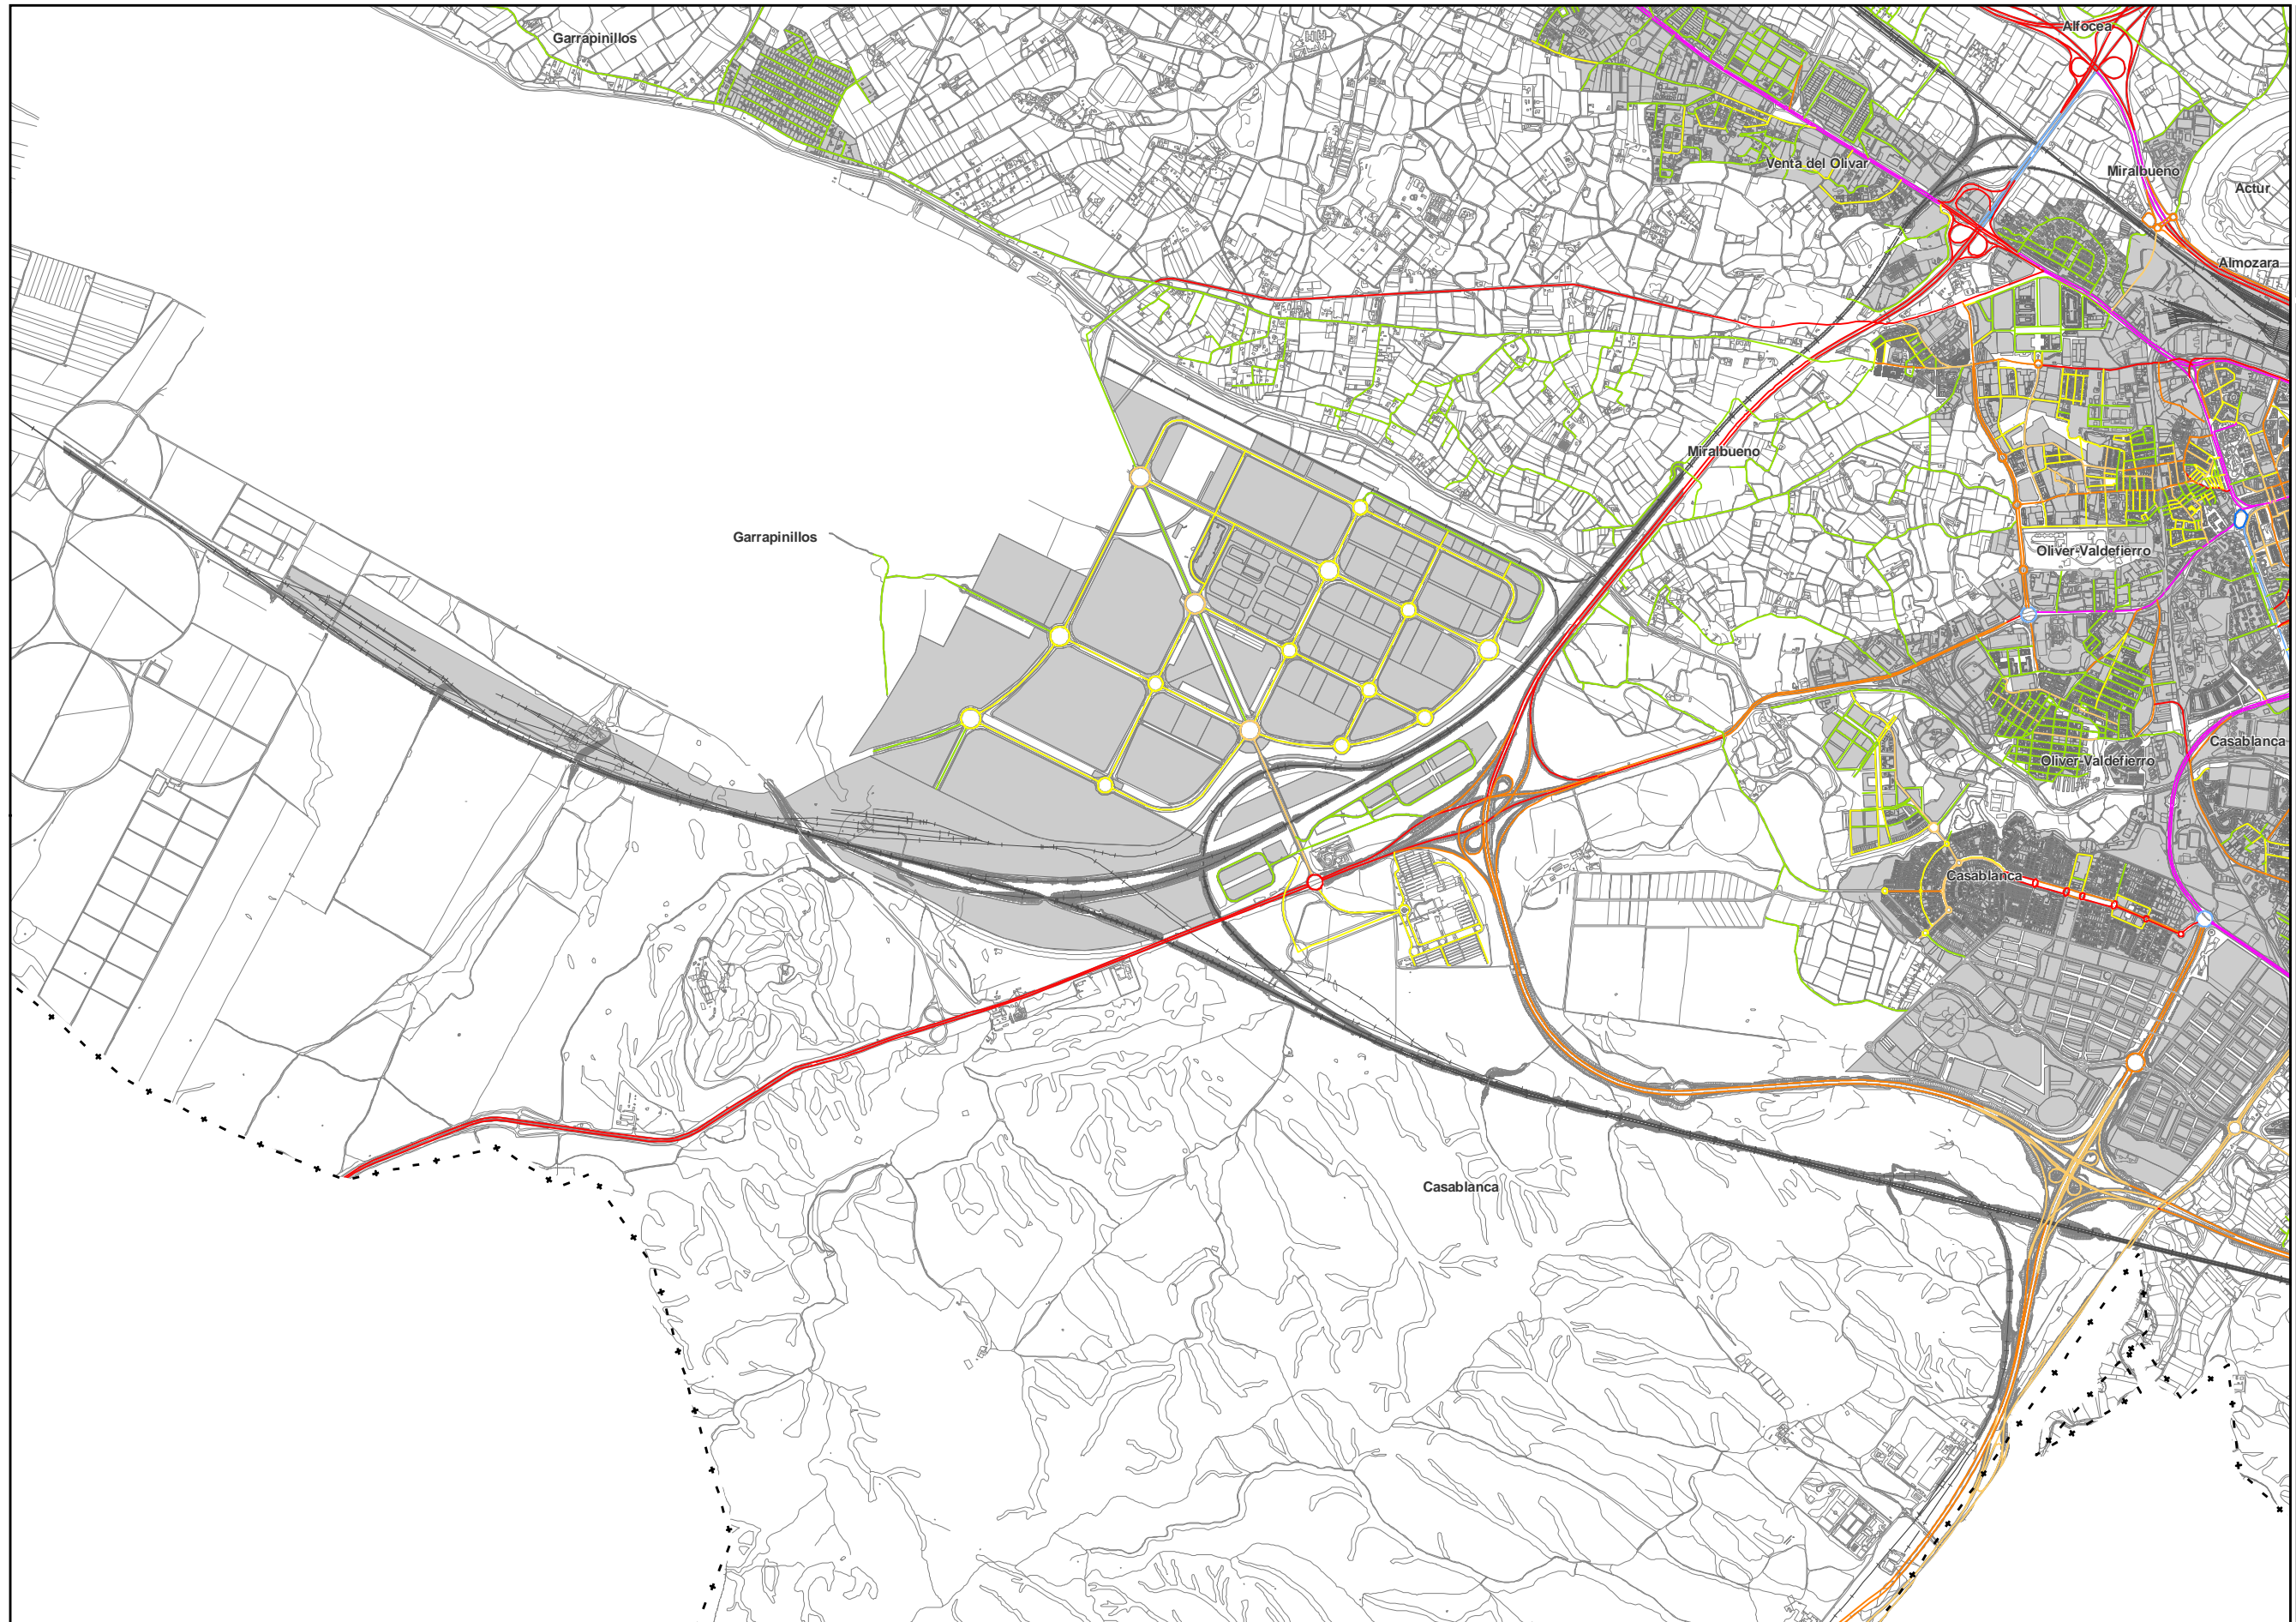 Alfocea
Garrapinillos
Venta del Olivar
Miralbueno
Actur
Almozara
Miralbueno
Garrapinillos
Oliver-Valdefierro
Casablanca
Oliver-Valdefierro
Casablanca
Casablanca